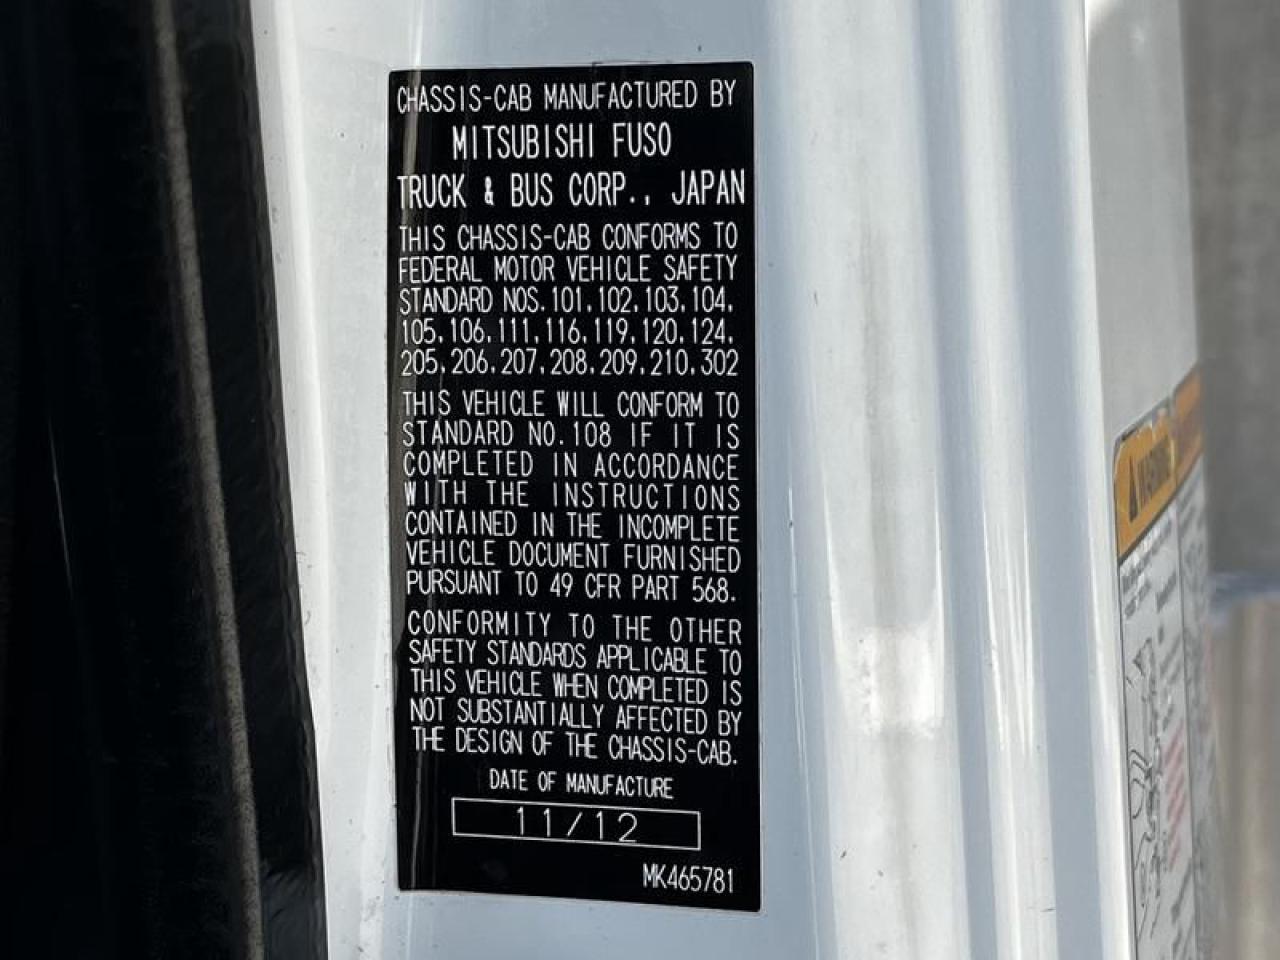 CHASSIS-CAB MANUFACTURED BY
MITSUBISHI FUSO
TRUCK & BUS CORP., JAPAN
THIS CHASSIS-CAB CONFORMS TO
FEDERAL MOTOR VEHICLE SAFETY
STANDARD NOS. 101, 102, 103, 104,
105, 106, 111, 116, 119, 120, 124,
205, 206, 207, 208, 209, 210, 302
THIS VEHICLE WILL CONFORM TO
STANDARD NO. 108 IF IT IS
COMPLETED IN ACCORDANCE
WITH THE INSTRUCTIONS
CONTAINED IN THE INCOMPLETE
VEHICLE DOCUMENT FURNISHED
PURSUANT TO 49 CFR PART 568.
CONFORMITY TO THE OTHER
SAFETY STANDARDS APPLICABLE TO
THIS VEHICLE WHEN COMPLETED IS
NOT SUBSTANTIALLY AFFECTED BY
THE DESIGN OF THE CHASSIS-CAB.
DATE OF MANUFACTURE
11/12
MK465781
WARNING